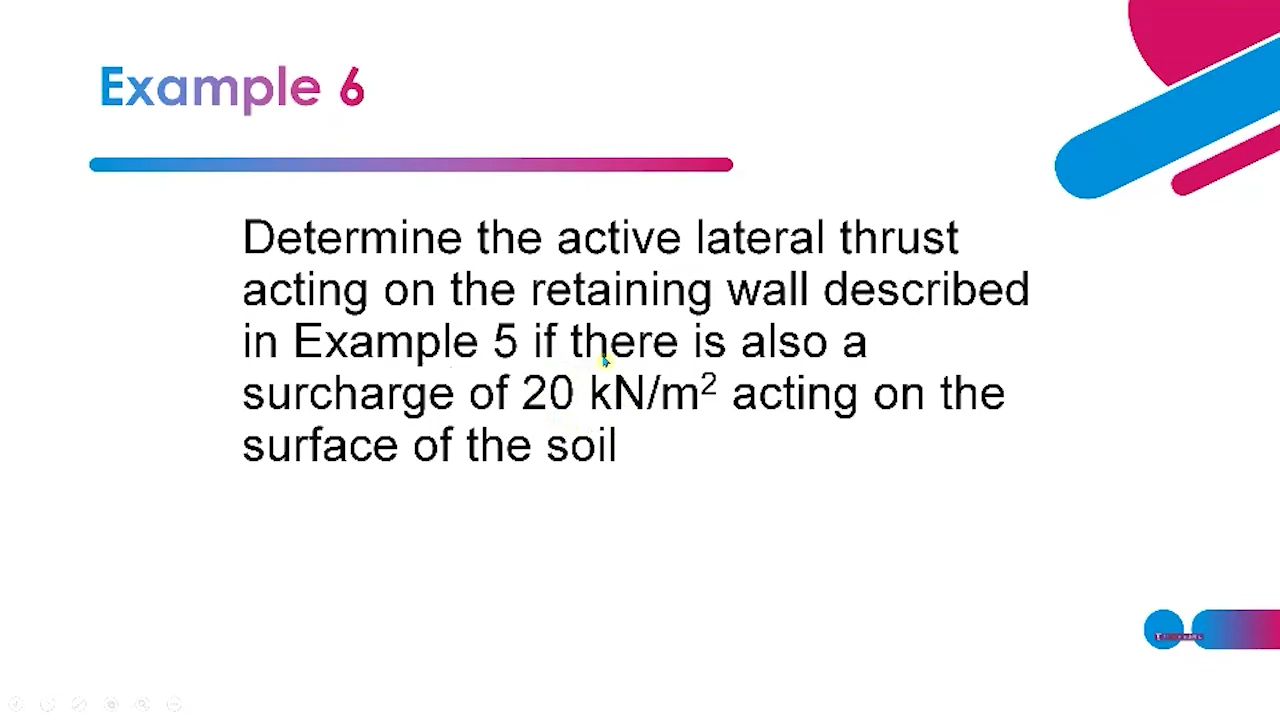 Example 6
Determine the active lateral thrust
acting on the retaining wall described
in Example 5 if there is also a
surcharge of 20 kN/m²  acting on the
surface of the soil